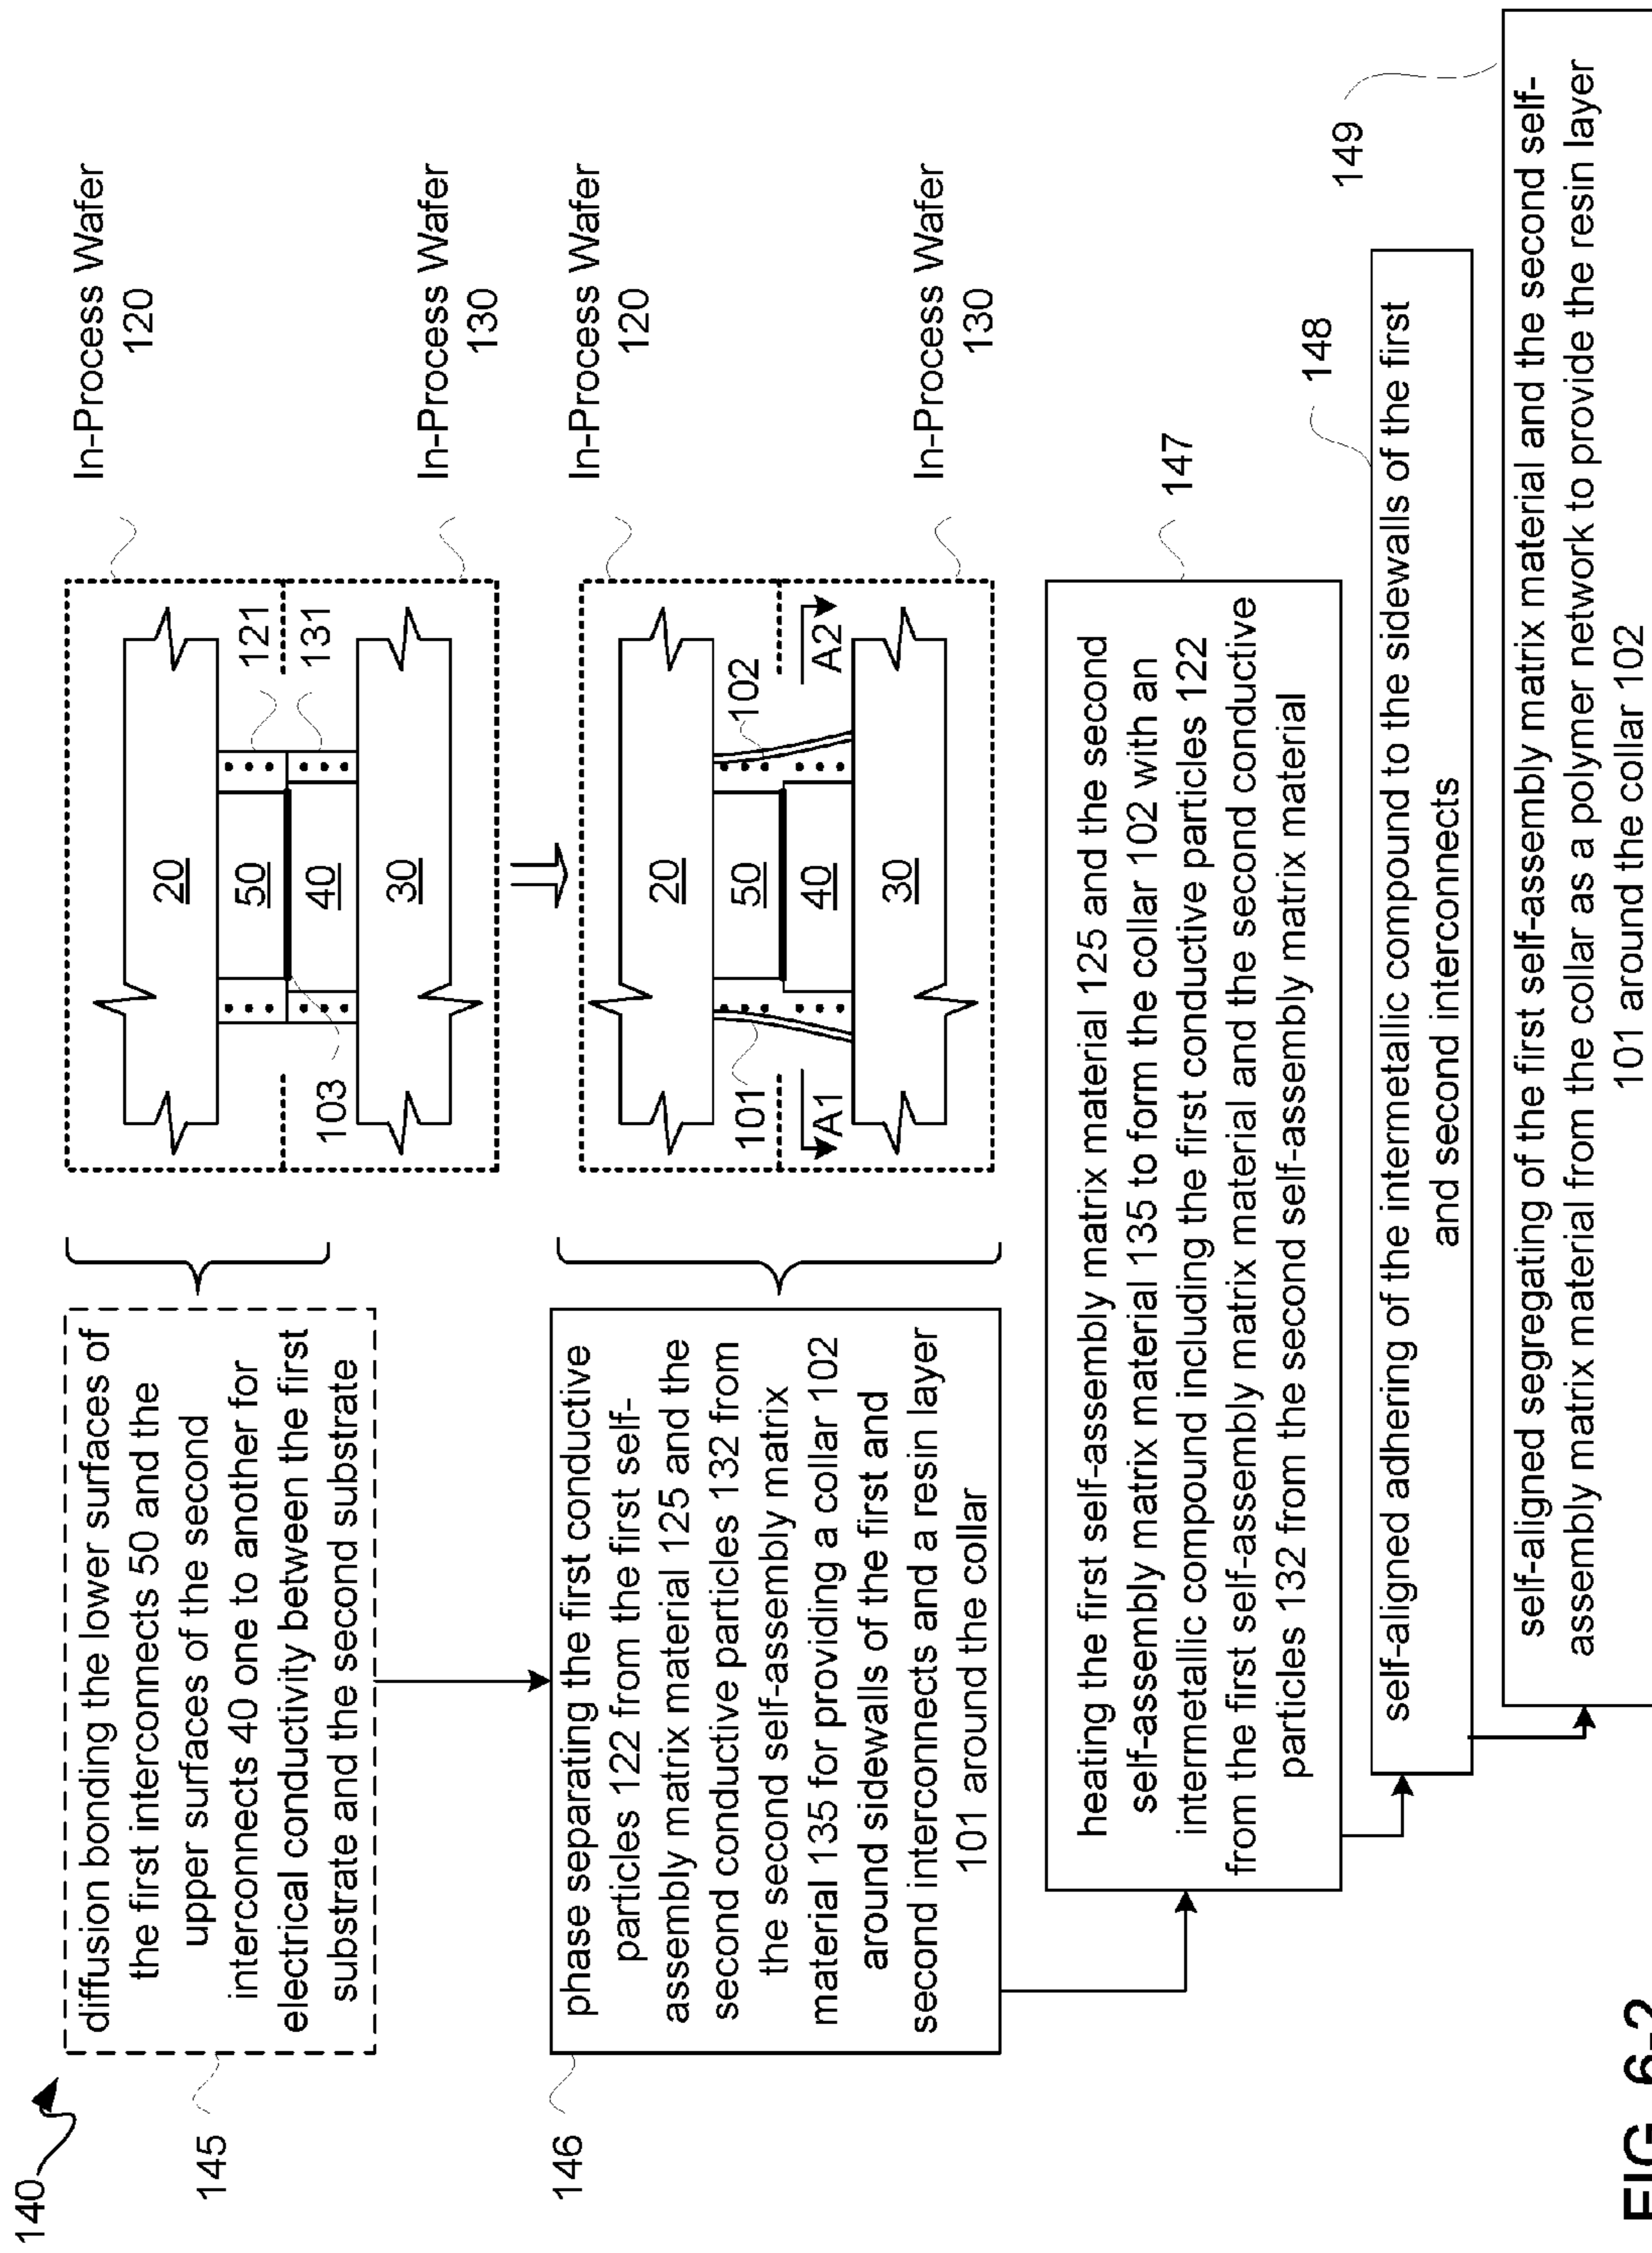 140
145
diffusion bonding the lower surfaces of
the first interconnects 50 and the
upper surfaces of the second
interconnects 40 one to another for
electrical conductivity between the first
substrate and the second substrate
20
50
40
30
103
121
131
In-Process Wafer
120
In-Process Wafer
130
146
phase separating the first conductive
particles 122 from the first self-
assembly matrix material 125 and the
second conductive particles 132 from
the second self-assembly matrix
material 135 for providing a collar 102
around sidewalls of the first and
second interconnects and a resin layer
101 around the collar
20
50
40
30
101
102
A1
A2
In-Process Wafer
120
In-Process Wafer
130
147
heating the first self-assembly matrix material 125 and the second
self-assembly matrix material 135 to form the collar 102 with an
intermetallic compound including the first conductive particles 122
from the first self-assembly matrix material and the second conductive
particles 132 from the second self-assembly matrix material
148
self-aligned adhering of the intermetallic compound to the sidewalls of the first
and second interconnects
149
self-aligned segregating of the first self-assembly matrix material and the second self-
assembly matrix material from the collar as a polymer network to provide the resin layer
101 around the collar 102
FIG. 6-2